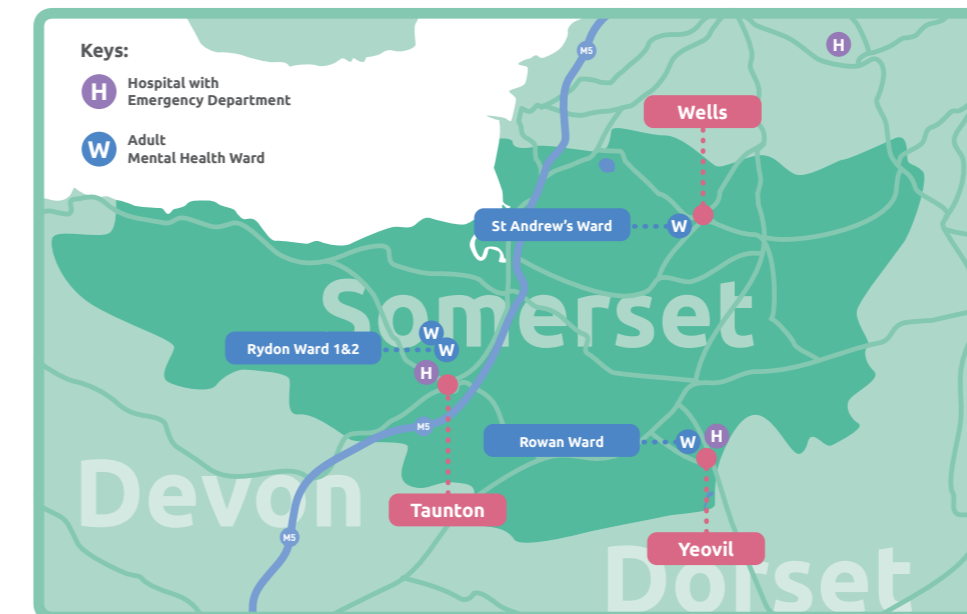 Keys:
H
Hospital with
Emergency Department
W
Adult
Mental Health Ward
M5
H
Wells
St Andrew's Ward
W
Somerset
W
Rydon Ward 1&2
W
H
M5
Rowan Ward
W
H
Devon
Taunton
M5
Yeovil
Dorset